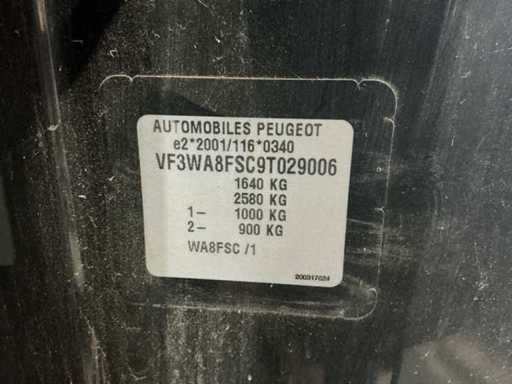 AUTOMOBILES PEUGEOT
e2*2001/116*0340
VF3WA8FSC9T029006
1640 KG
2580 KG
1– 1000 KG
2– 900 KG
WA8FSC /1
200317024